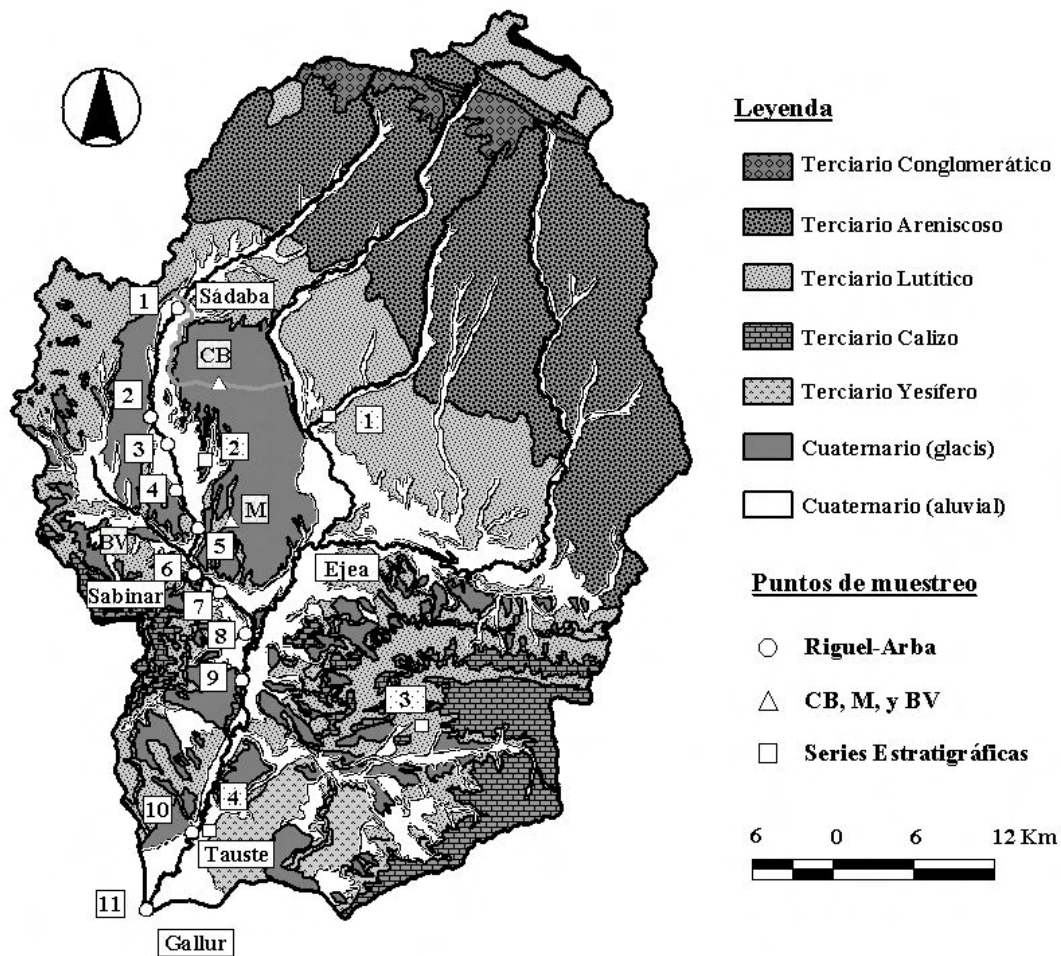 Leyenda
Terciario Conglomerático
Terciario Areniscoso
Terciario Lutítico
Terciario Calizo
Terciario Yesífero
Cuaternario (glacis)
Cuaternario (aluvial)
Puntos de muestreo
Riguel-Arba
CB, M, y BV
Series Estratigráficas
6 0 6 12 Km
1
Sádaba
CB
2
1
3
2
4
M
5
BV
6
Ejea
Sabinar
7
8
9
3
10
4
Tauste
11
Gallur